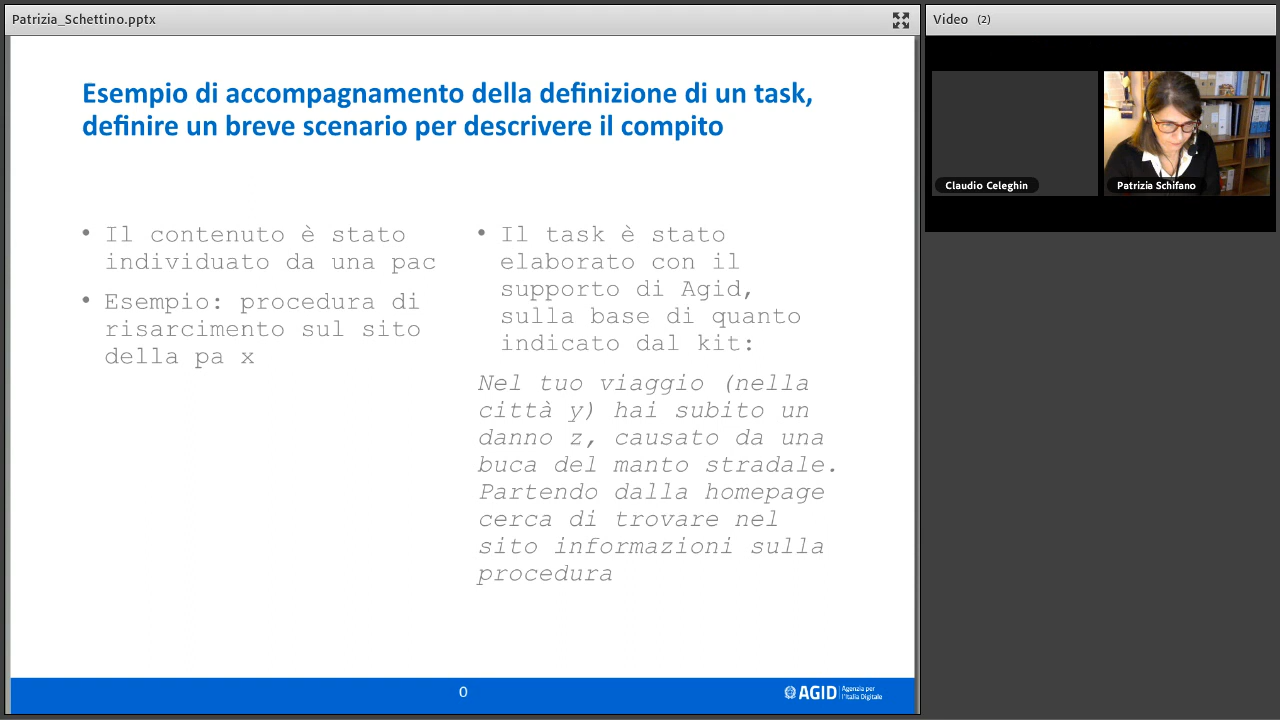 Patrizia_Schettino.pptx
Video (2)
Esempio di accompagnamento della definizione di un task,
definire un breve scenario per descrivere il compito
• Il contenuto è stato
individuato da una pac
• Esempio: procedura di
risarcimento sul sito
della pa x
• Il task è stato
elaborato con il
supporto di Agid,
sulla base di quanto
indicato dal kit:
Nel tuo viaggio (nella
città y) hai subito un
danno z, causato da una
buca del manto stradale.
Partendo dalla homepage
cerca di trovare nel
sito informazioni sulla
procedura
Claudio Celeghin
Patrizia Schifano
0
AGID
Agenzia per
l'Italia Digitale